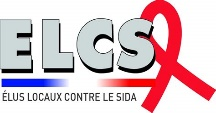 ELCS
ÉLUS LOCAUX CONTRE LE SIDA